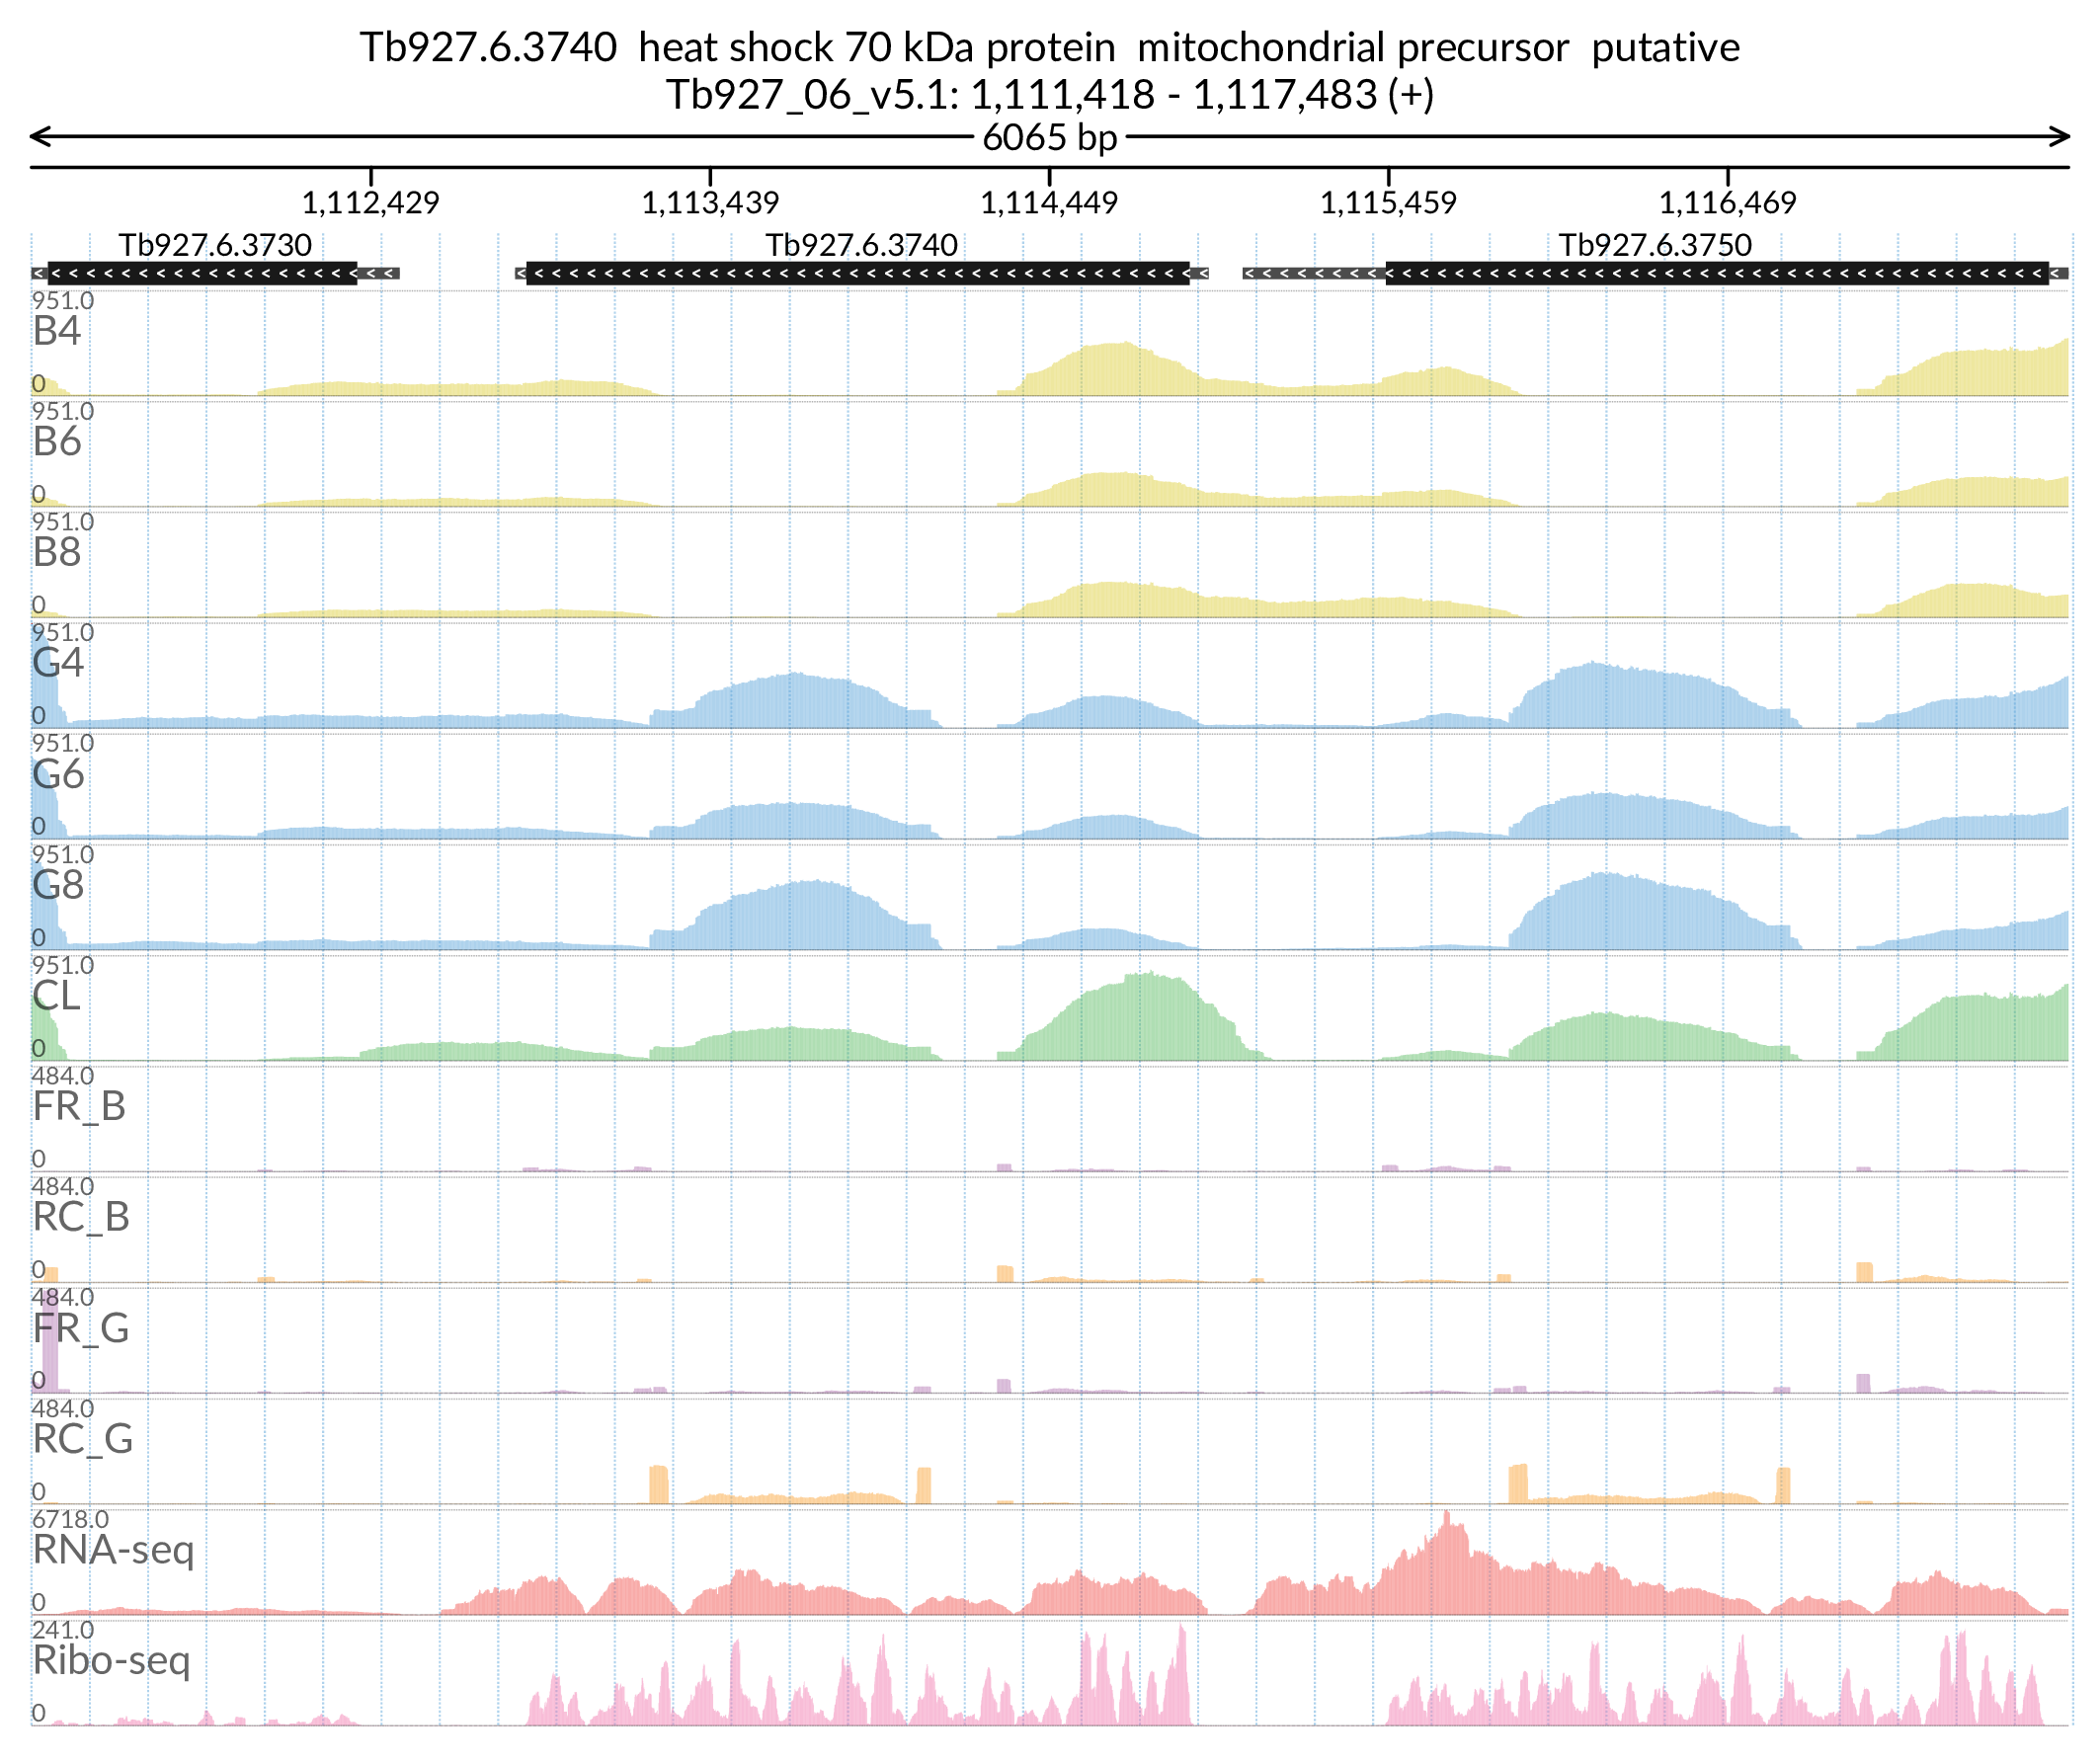 Tb927.6.3740 heat shock 70 kDa protein mitochondrial precursor putative
Tb927_06_v5.1: 1,111,418 - 1,117,483 (+)
6065 bp
1,112,429 1,113,439 1,114,449 1,115,459 1,116,469
Tb927.6.3730 Tb927.6.3740 Tb927.6.3750
951.0
B4
0
951.0
B6
0
951.0
B8
0
951.0
G4
0
951.0
G6
0
951.0
G8
0
951.0
CL
0
484.0
FR_B
0
484.0
RC_B
0
484.0
FR_G
0
484.0
RC_G
0
6718.0
RNA-seq
0
241.0
Ribo-seq
0